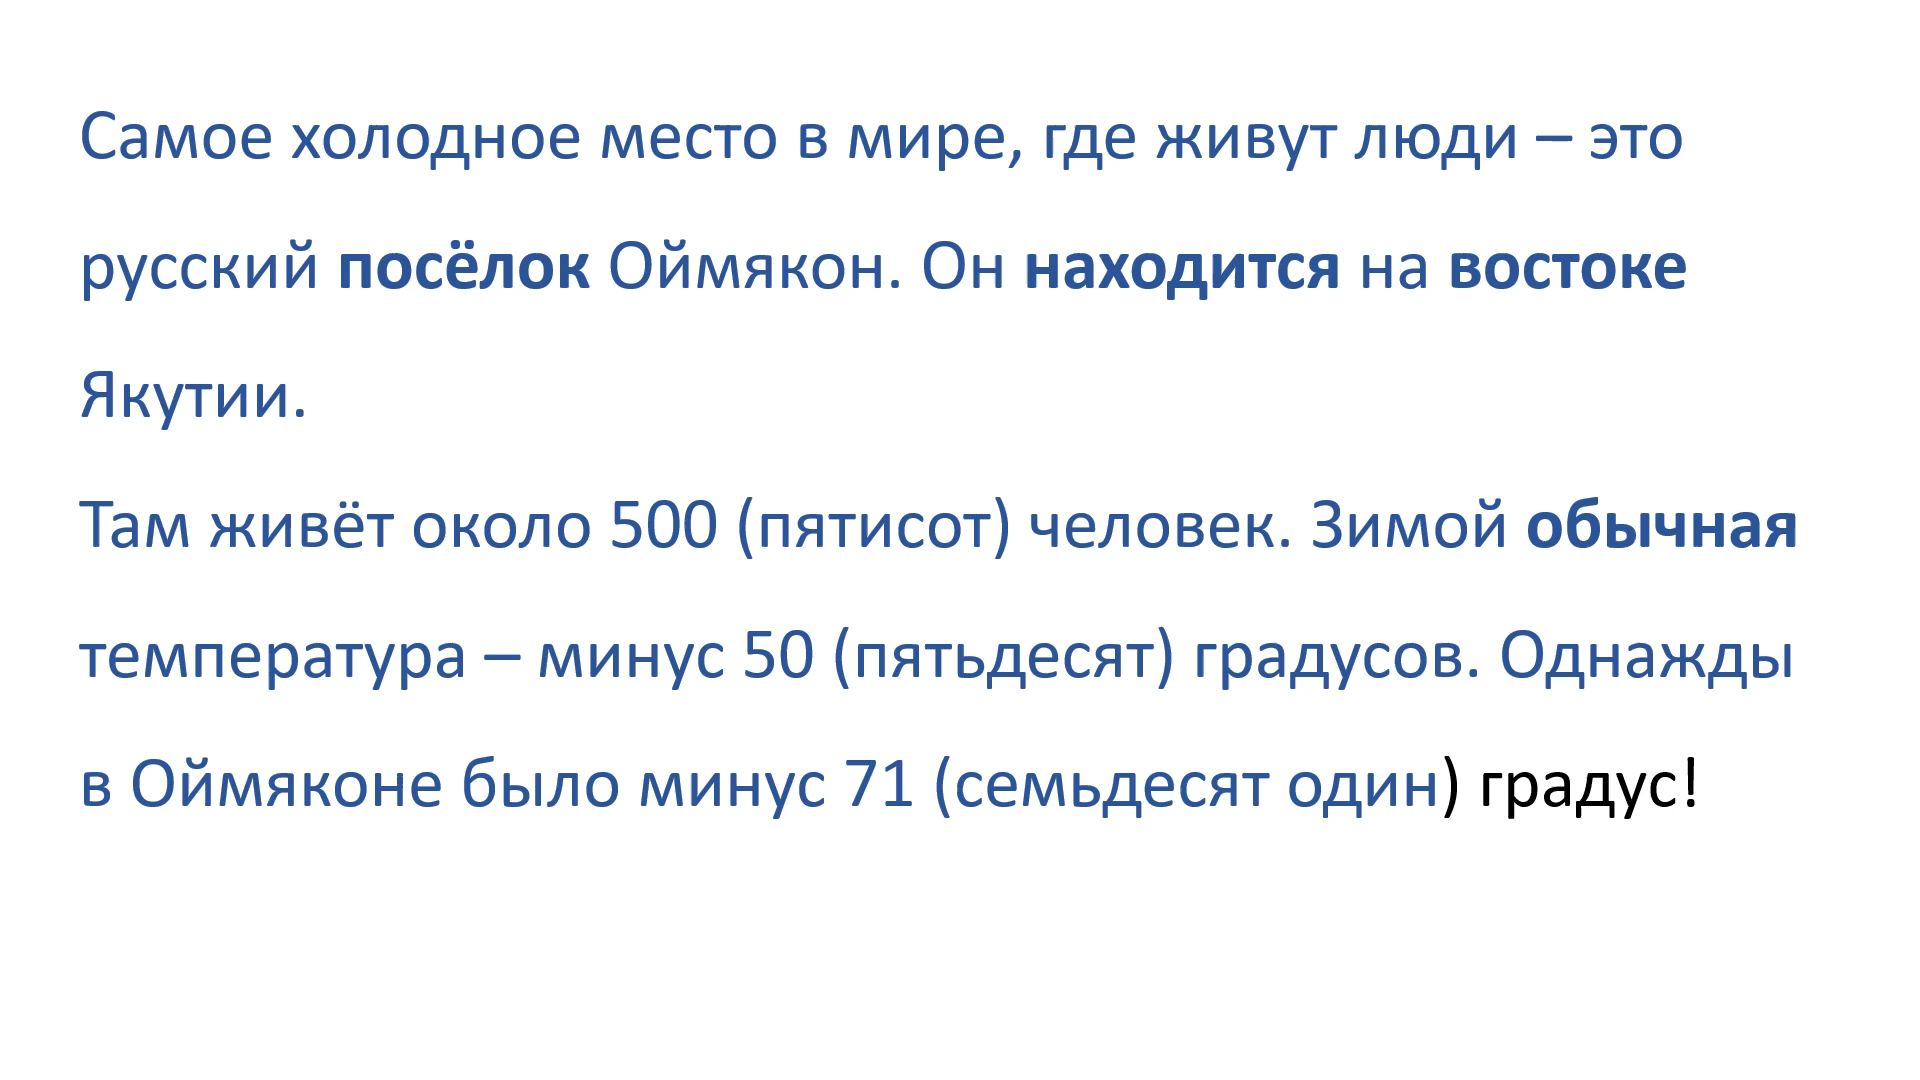 Самое холодное место в мире, где живут люди – это
русский посёлок Оймякон. Он находится на востоке
Якутии.
Там живёт около 500 (пятисот) человек. Зимой обычная
температура – минус 50 (пятьдесят) градусов. Однажды
в Оймяконе было минус 71 (семьдесят один) градус!